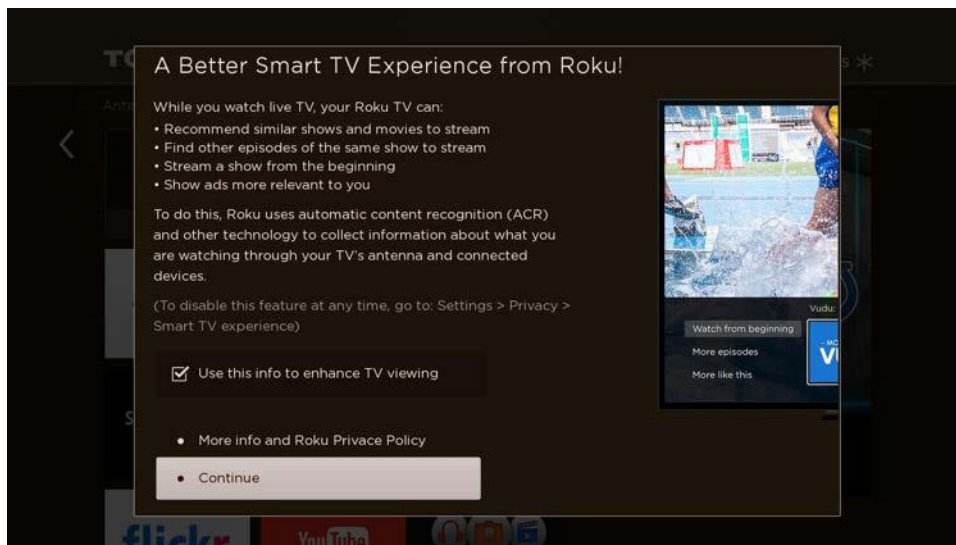 A Better Smart TV Experience from Roku!
While you watch live TV, your Roku TV can:
• Recommend similar shows and movies to stream
• Find other episodes of the same show to stream
• Stream a show from the beginning
• Show ads more relevant to you
To do this, Roku uses automatic content recognition (ACR)
and other technology to collect information about what you
are watching through your TV's antenna and connected
devices.
(To disable this feature at any time, go to: Settings > Privacy >
Smart TV experience)
Use this info to enhance TV viewing
• More info and Roku Privace Policy
• Continue
Vudu:
Watch from beginning
More episodes
More like this
flickr
YouTube